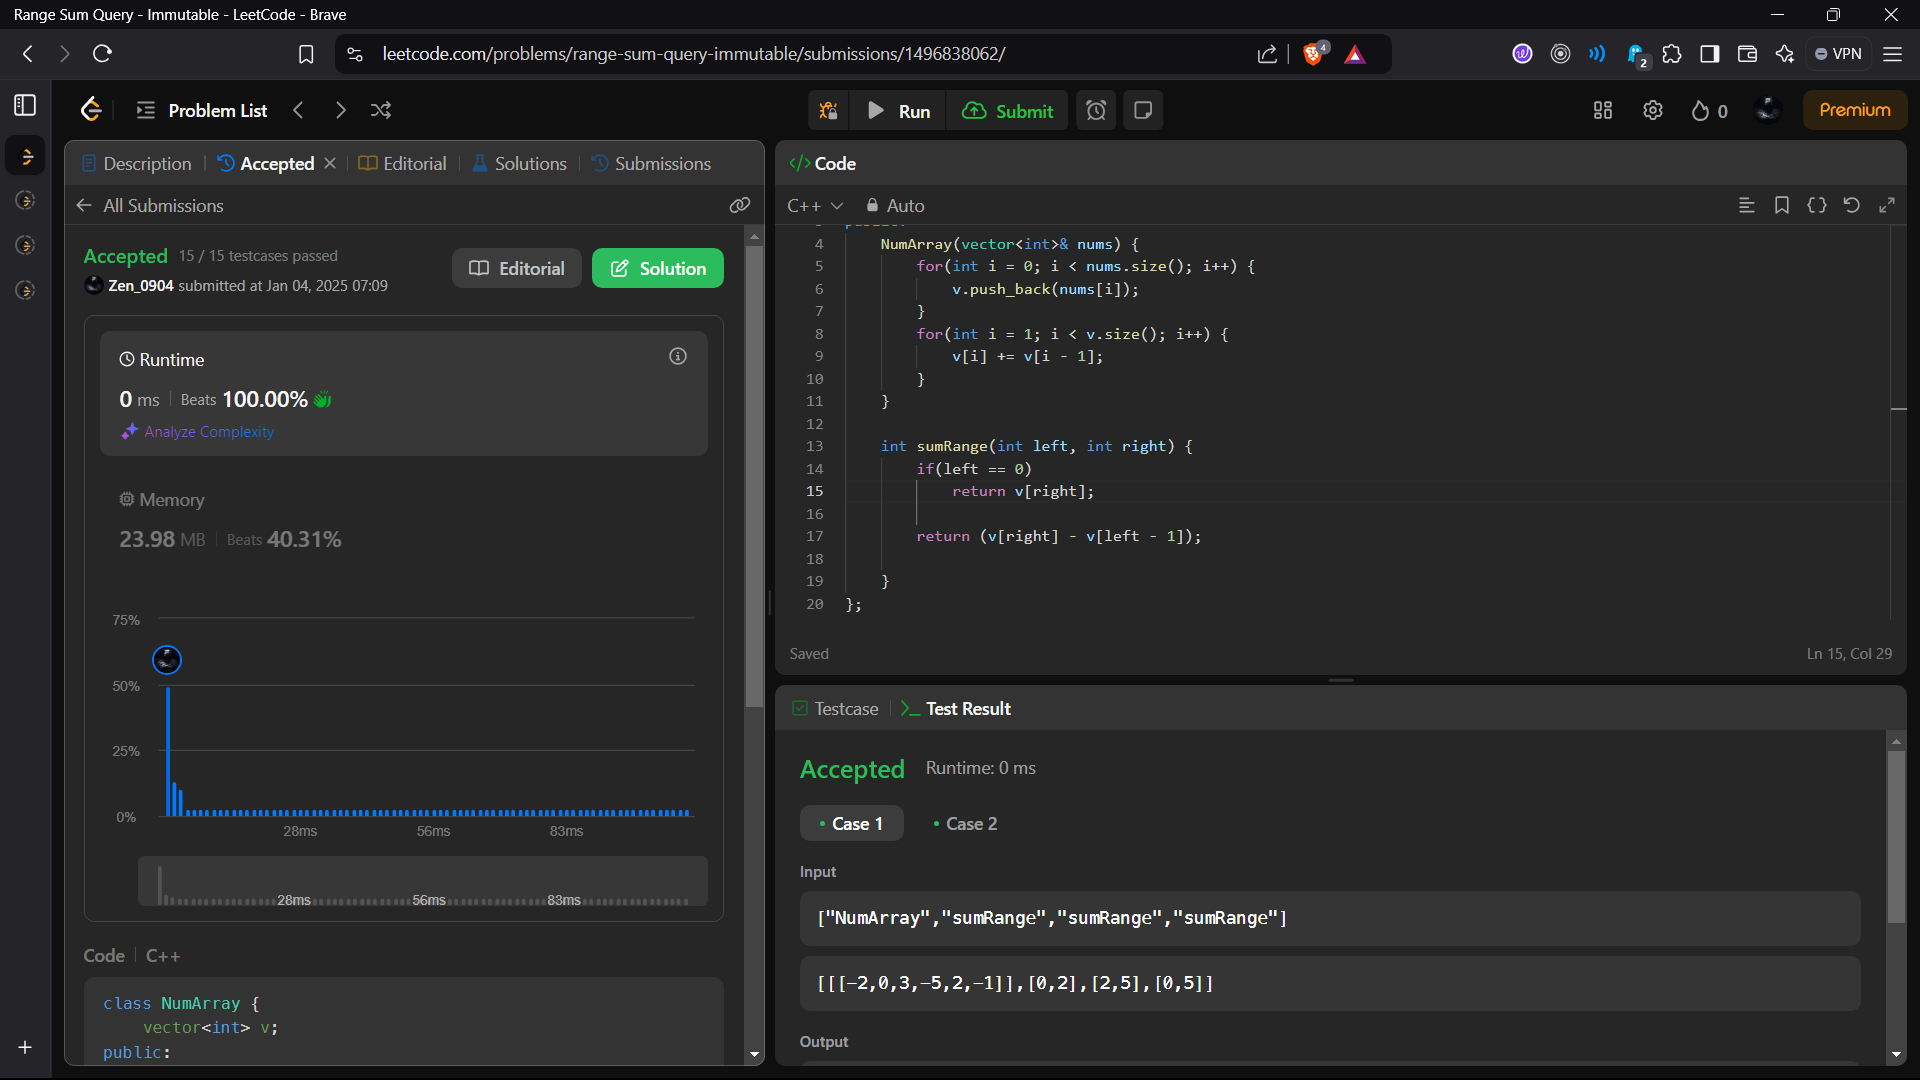 Range Sum Query - Immutable - LeetCode - Brave
leetcode.com/problems/range-sum-query-immutable/submissions/1496838062/
4
2
VPN
Problem List
Run
Submit
0
Premium
Description
Accepted
Editorial
Solutions
Submissions
All Submissions
Accepted 15 / 15 testcases passed
Zen_0904 submitted at Jan 04, 2025 07:09
Editorial
Solution
Runtime
0 ms Beats 100.00%
Analyze Complexity
Memory
23.98 MB Beats 40.31%
75%
50%
25%
0%
28ms 56ms 83ms
28ms 56ms 83ms
Code C++
class NumArray {
vector<int> v;
public:
</> Code
C++ Auto
4 NumArray(vector<int>& nums) {
5 for(int i = 0; i < nums.size(); i++) {
6 v.push_back(nums[i]);
7 }
8 for(int i = 1; i < v.size(); i++) {
9 v[i] += v[i - 1];
10 }
11 }
12
13 int sumRange(int left, int right) {
14 if(left == 0)
15 return v[right];
16
17 return (v[right] - v[left - 1]);
18
19 }
20 };
Saved
Ln 15, Col 29
Testcase
Test Result
Accepted Runtime: 0 ms
• Case 1
• Case 2
Input
["NumArray","sumRange","sumRange","sumRange"]
[[[-2,0,3,-5,2,-1]],[0,2],[2,5],[0,5]]
Output